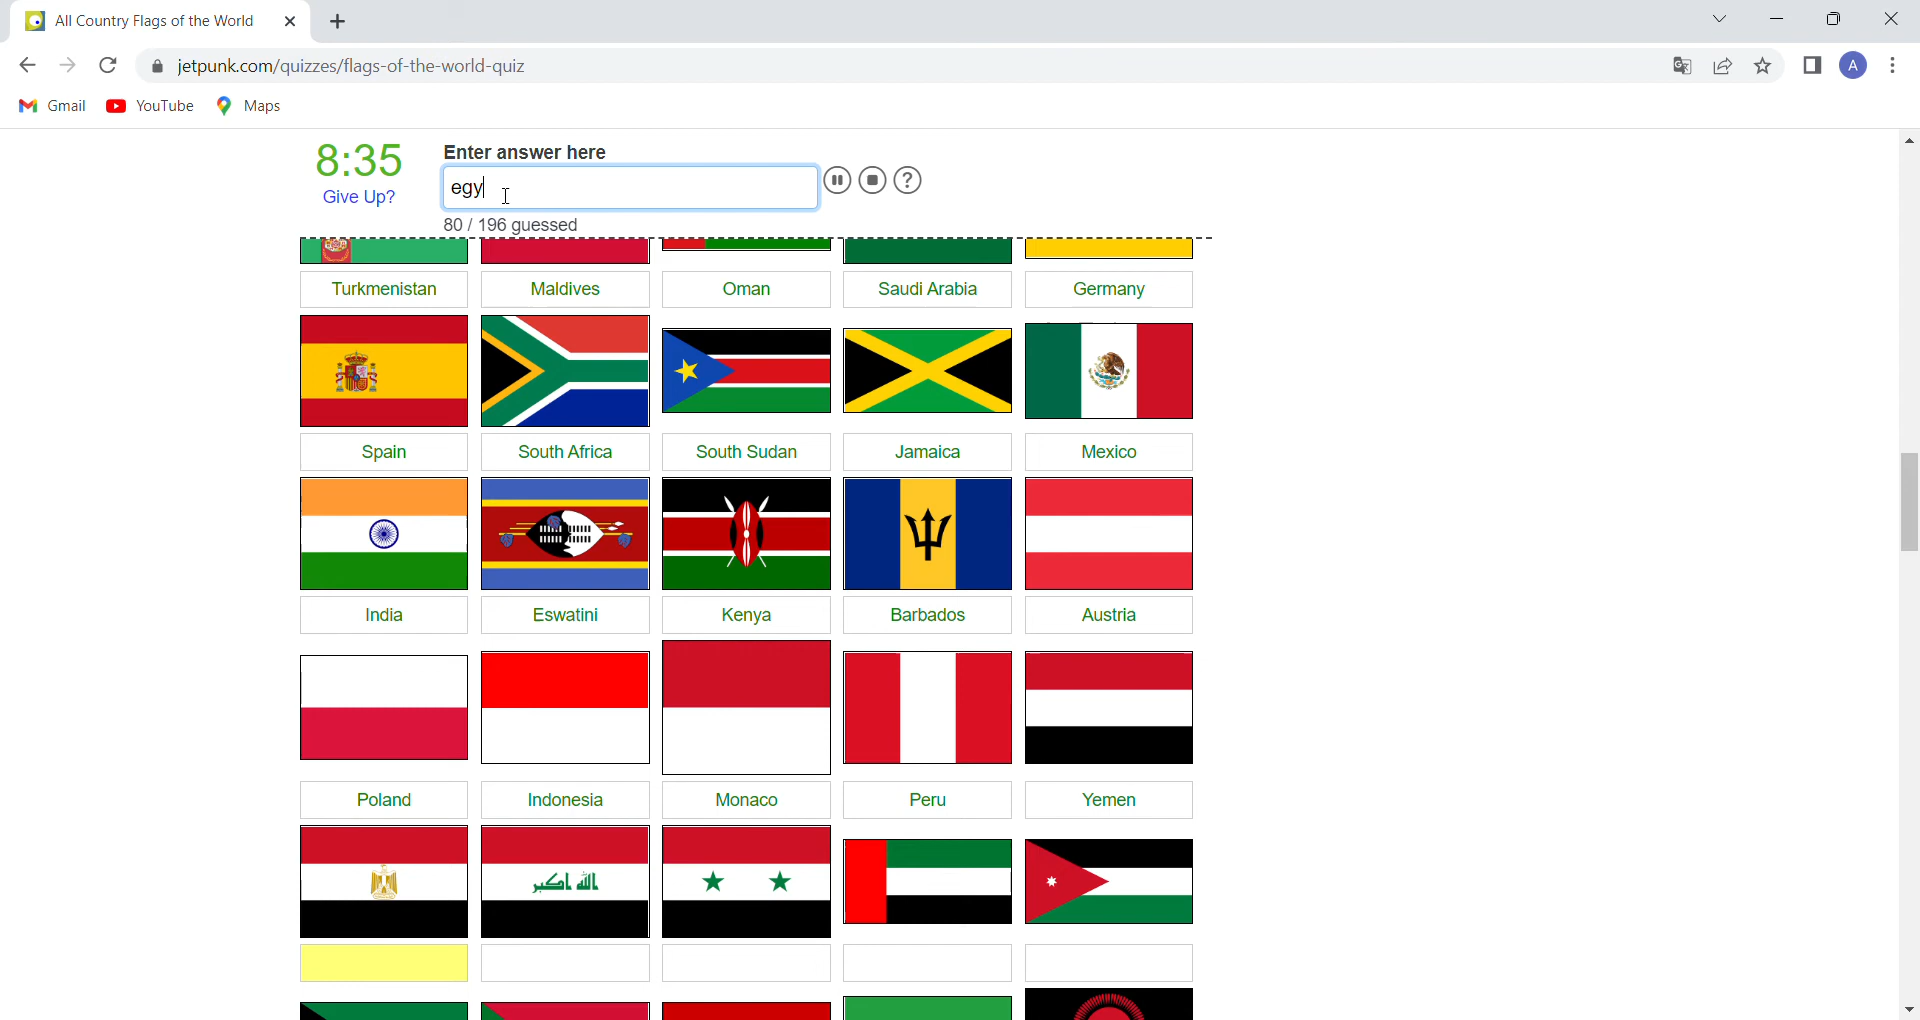 All Country Flags of the World
jetpunk.com/quizzes/flags-of-the-world-quiz
A
Gmail YouTube Maps
8:35
Give Up?
Enter answer here
egy
80 / 196 guessed
Turkmenistan Maldives Oman Saudi Arabia Germany
Spain South Africa South Sudan Jamaica Mexico
India Eswatini Kenya Barbados Austria
Poland Indonesia Monaco Peru Yemen
الله اكبر